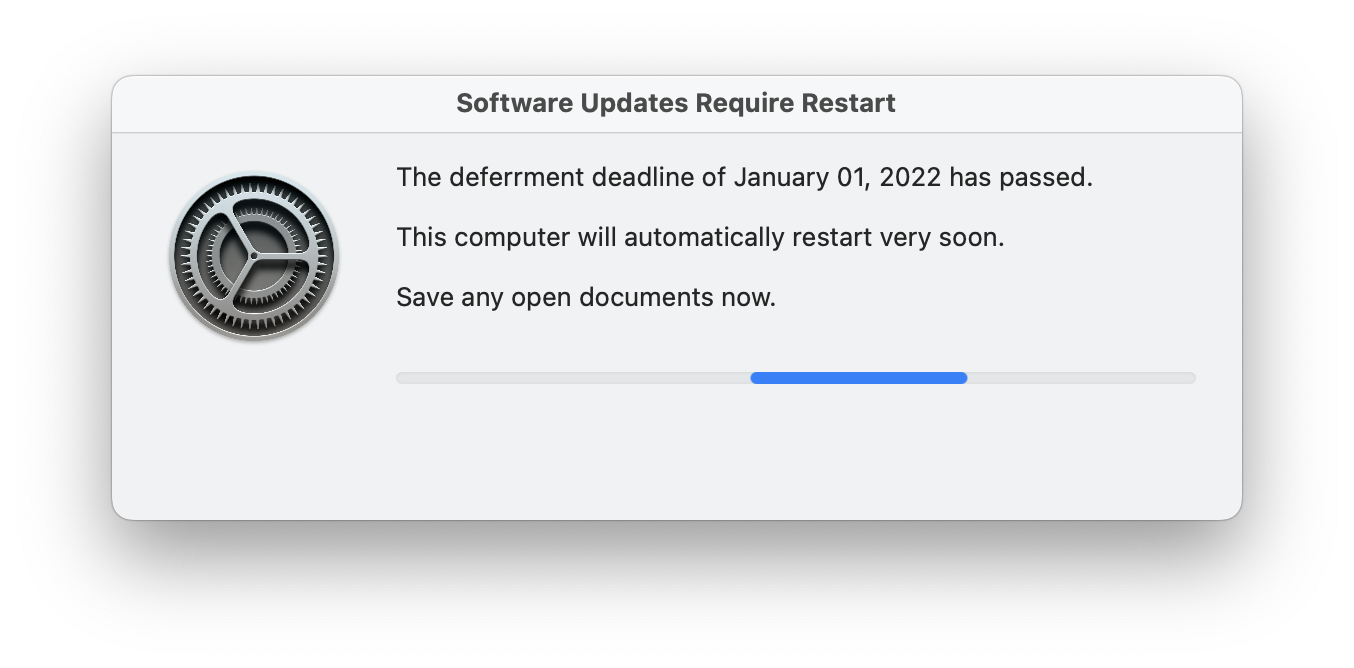 Software Updates Require Restart
The deferrment deadline of January 01, 2022 has passed.
This computer will automatically restart very soon.
Save any open documents now.